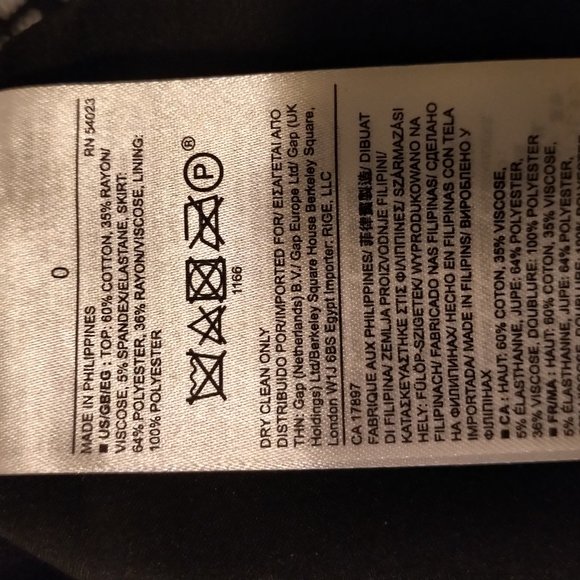 0
MADE IN PHILIPPINES RN 54023
■ US/GB/EG : TOP: 60% COTTON, 35% RAYON/
VISCOSE, 5% SPANDEX/ELASTANE, SKIRT:
64% POLYESTER, 36% RAYON/VISCOSE, LINING:
100% POLYESTER
P ®
1166
DRY CLEAN ONLY
DISTRIBUIDO POR/IMPORTED FOR/ ΕΙΣΑΓΕΤΑΙ ΑΠΟ
ΤΗΝ: Gap (Netherlands) B.V./ Gap Europe Ltd/ Gap (UK
Holdings) Ltd/Berkeley Square House Berkeley Square,
London W1J 6BS Egypt Importer: RIGE, LLC
CA 17897
FABRIQUE AUX PHILIPPINES/ 菲律賓製造/ DIBUAT
DI FILIPINA/ ZEMLJA PROIZVODNJE FILIPINI/
ΚΑΤΑΣΚΕΥΑΣΤΗΚΕ ΣΤΙΣ ΦΙΛΙΠΠΙΝΕΣ/ SZÁRMAZÁSI
HELY: FÜLÖP-SZIGETEK/ WYPRODUKOWANO NA
FILIPINACH/ FABRICADO NAS FILIPINAS/ СДЕЛАНО
НА ФИЛИПИНАХ/ HECHO EN FILIPINAS CON TELA
IMPORTADA/ MADE IN FILIPINS/ ВИРОБЛЕНО У
ФІЛІППІНАХ
■ CA : HAUT: 60% COTON, 35% VISCOSE,
5% ÉLASTHANNE, JUPE: 64% POLYESTER,
36% VISCOSE, DOUBLURE: 100% POLYESTER
■ FR/MA : HAUT: 60% COTON, 35% VISCOSE,
5% ÉLASTHANNE, JUPE: 64% POLYESTER,